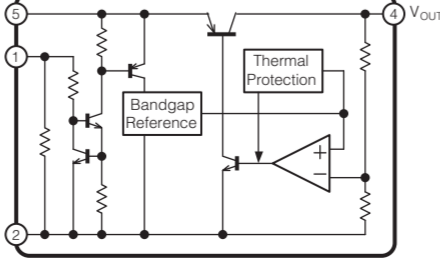 5
4 VOUT
1
Thermal
Protection
Bandgap
Reference
+
−
2